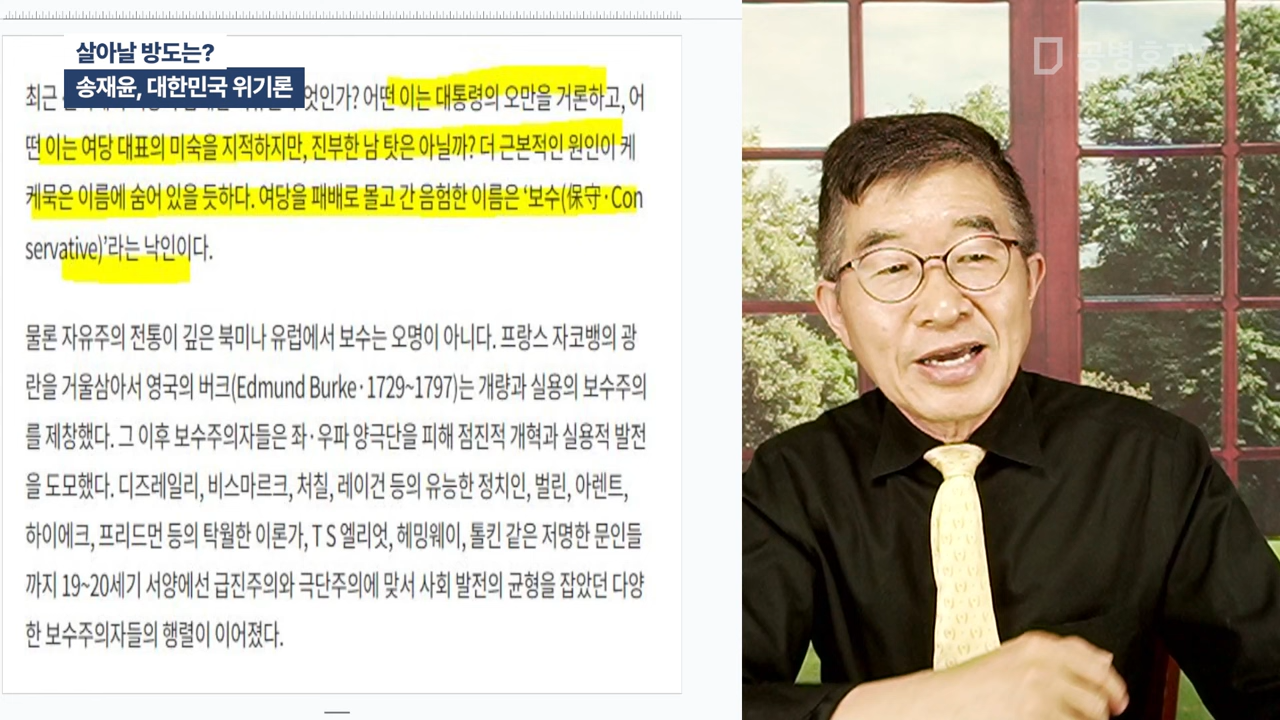 살아날 방도는?
송재윤, 대한민국 위기론
공병호TV
최근 엇인가? 어떤 이는 대통령의 오만을 거론하고, 어
떤 이는 여당 대표의 미숙을 지적하지만, 진부한 남 탓은 아닐까? 더 근본적인 원인이 케
케묵은 이름에 숨어 있을 듯하다. 여당을 패배로 몰고 간 음험한 이름은 ‘보수(保守·Con
servative)’라는 낙인이다.
물론 자유주의 전통이 깊은 북미나 유럽에서 보수는 오명이 아니다. 프랑스 자코뱅의 광
란을 거울삼아서 영국의 버크(Edmund Burke·1729~1797)는 개량과 실용의 보수주의
를 제창했다. 그 이후 보수주의자들은 좌·우파 양극단을 피해 점진적 개혁과 실용적 발전
을 도모했다. 디즈레일리, 비스마르크, 처칠, 레이건 등의 유능한 정치인, 벌린, 아렌트,
하이에크, 프리드먼 등의 탁월한 이론가, T S 엘리엇, 헤밍웨이, 톨킨 같은 저명한 문인들
까지 19~20세기 서양에선 급진주의와 극단주의에 맞서 사회 발전의 균형을 잡았던 다양
한 보수주의자들의 행렬이 이어졌다.